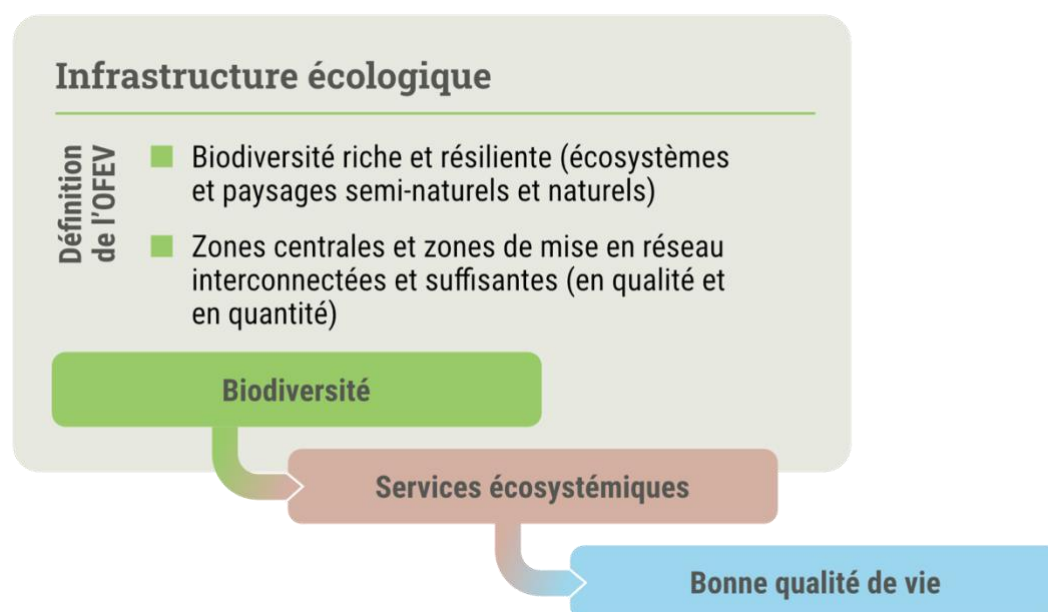 Infrastructure écologique
Définition
de l'OFEV
Biodiversité riche et résiliente (écosystèmes
et paysages semi-naturels et naturels)
Zones centrales et zones de mise en réseau
interconnectées et suffisantes (en qualité et
en quantité)
Biodiversité
Services écosystémiques
Bonne qualité de vie